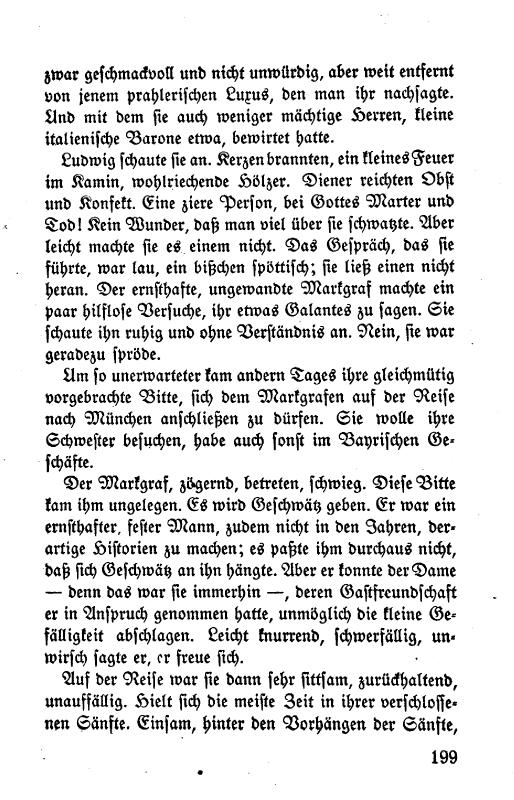 zwar geschmackvoll und nicht unwürdig, aber weit entfernt
von jenem prahlerischen Luxus, den man ihr nachsagte.
Und mit dem sie auch weniger mächtige Herren, kleine
italienische Barone etwa, bewirtet hatte.
Ludwig schaute sie an. Kerzen brannten, ein kleines Feuer
im Kamin, wohlriechende Hölzer. Diener reichten Obst
und Konfekt. Eine ziere Person, bei Gottes Marter und
Tod! Kein Wunder, daß man viel über sie schwatzte. Aber
leicht machte sie es einem nicht. Das Gespräch, das sie
führte, war lau, ein bißchen spöttisch; sie ließ einen nicht
heran. Der ernsthafte, ungewandte Markgraf machte ein
paar hilflose Versuche, ihr etwas Galantes zu sagen. Sie
schaute ihn ruhig und ohne Verständnis an. Nein, sie war
geradezu spröde.
Um so unerwarteter kam andern Tages ihre gleichmütig
vorgebrachte Bitte, sich dem Markgrafen auf der Reise
nach München anschließen zu dürfen. Sie wolle ihre
Schwester besuchen, habe auch sonst im Bayrischen Ge-
schäfte.
Der Markgraf, zögernd, betreten, schwieg. Diese Bitte
kam ihm ungelegen. Es wird Geschwätz geben. Er war ein
ernsthafter, fester Mann, zudem nicht in den Jahren, der-
artige Historien zu machen; es paßte ihm durchaus nicht,
daß sich Geschwätz an ihn hängte. Aber er konnte der Dame
— denn das war sie immerhin —, deren Gastfreundschaft
er in Anspruch genommen hatte, unmöglich die kleine Ge-
fälligkeit abschlagen. Leicht knurrend, schwerfällig, un-
wirsch sagte er, er freue sich.
Auf der Reise war sie dann sehr sittsam, zurückhaltend,
unauffällig. Hielt sich die meiste Zeit in ihrer verschlosse-
nen Sänfte. Einsam, hinter den Vorhängen der Sänfte,
199